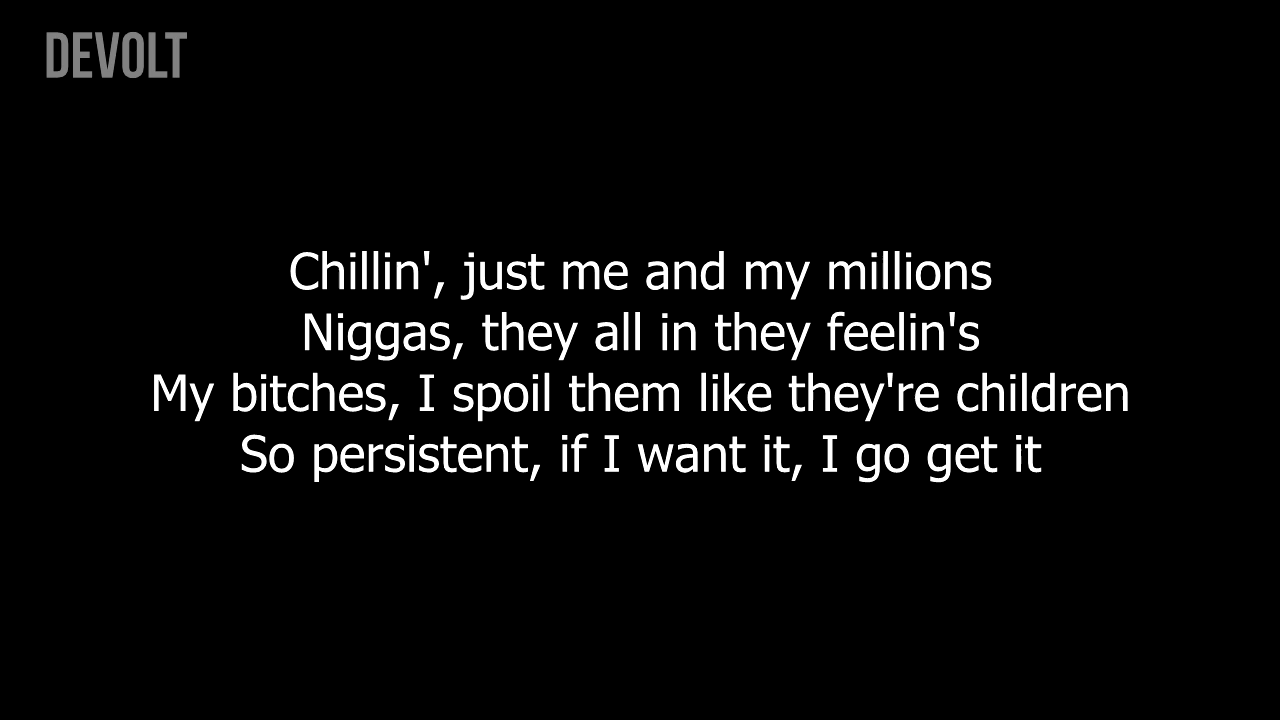 DEVOLT
Chillin', just me and my millions
Niggas, they all in they feelin's
My bitches, I spoil them like they're children
So persistent, if I want it, I go get it